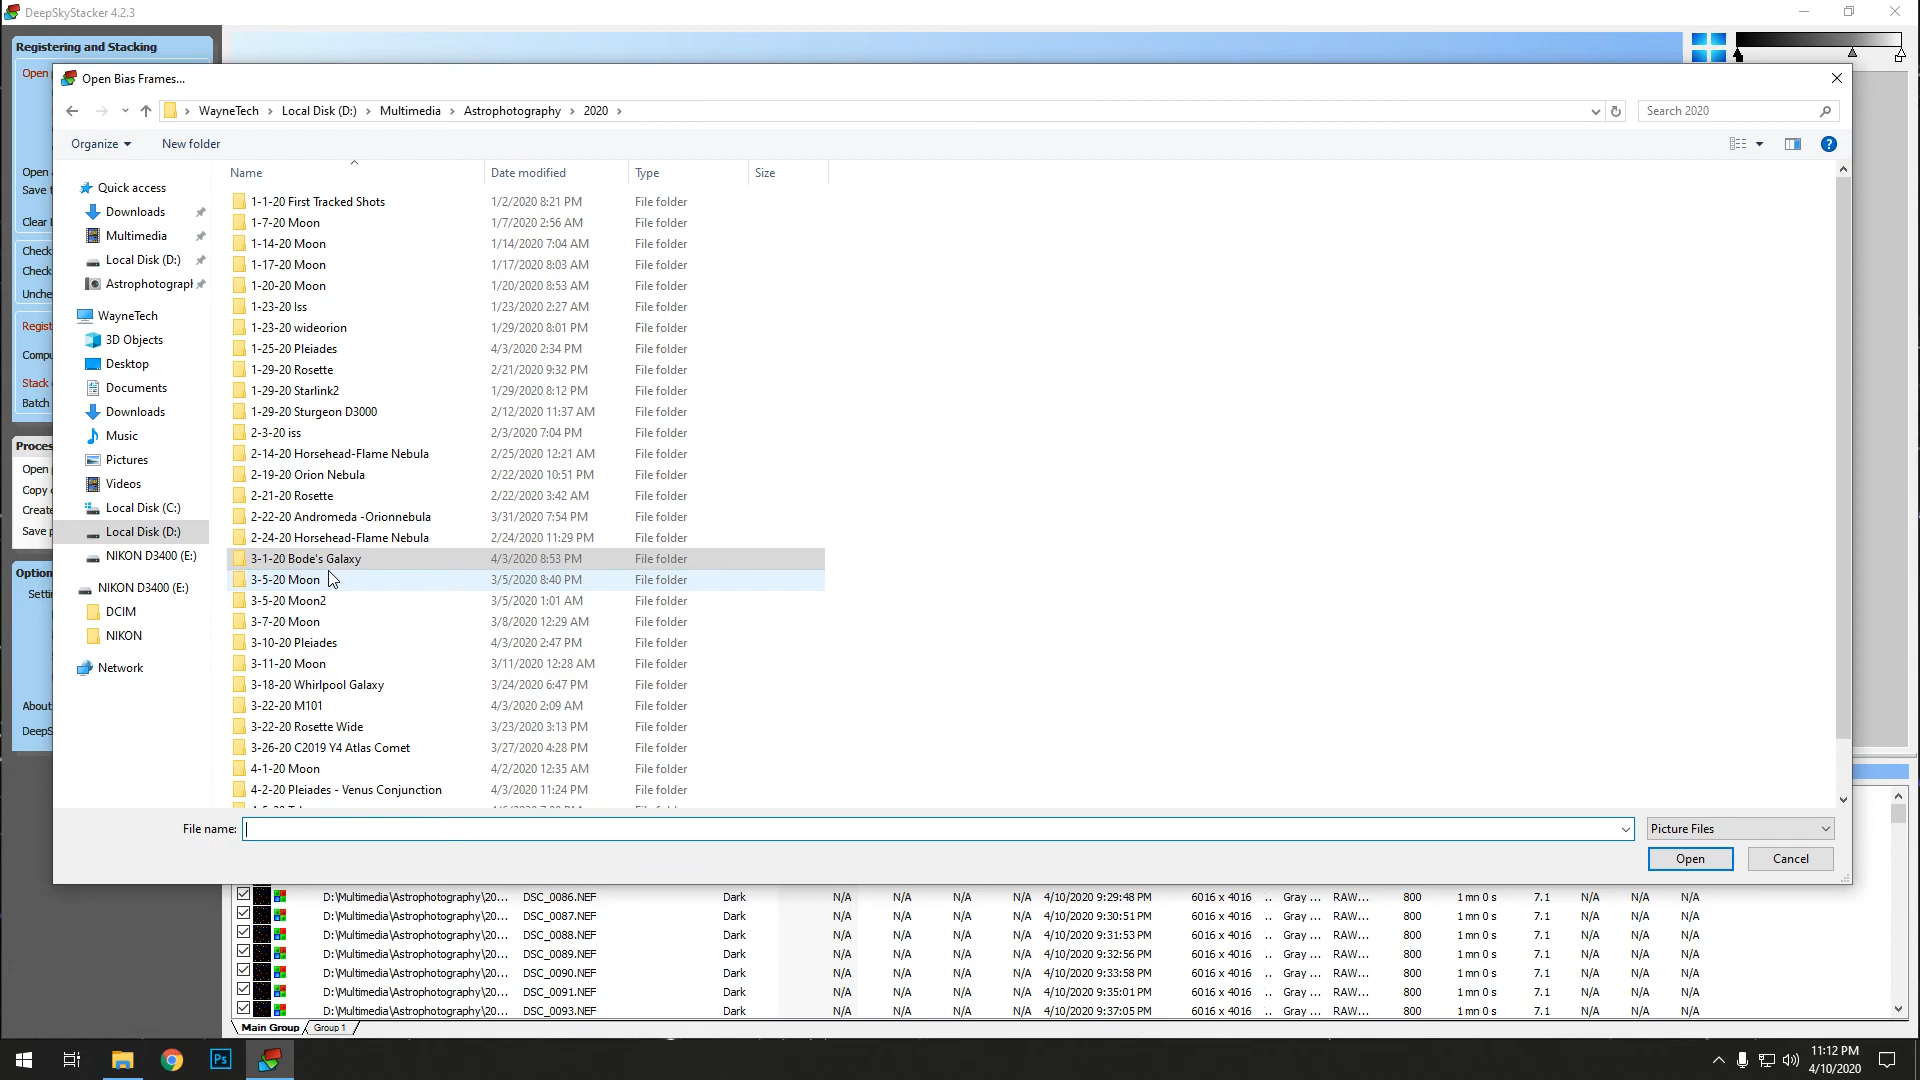 DeepSkyStacker 4.2.3
Registering and Stacking
Open
Open Bias Frames...
WayneTech > Local Disk (D:) > Multimedia > Astrophotography > 2020 >
Search 2020
Organize
New folder
Name
Date modified
Type
Size
Quick access
Downloads
Multimedia
Local Disk (D:)
Astrophotograph
WayneTech
3D Objects
Desktop
Documents
Downloads
Music
Pictures
Videos
Local Disk (C:)
Local Disk (D:)
NIKON D3400 (E:)
NIKON D3400 (E:)
DCIM
NIKON
Network
1-1-20 First Tracked Shots 1/2/2020 8:21 PM File folder
1-7-20 Moon 1/7/2020 2:56 AM File folder
1-14-20 Moon 1/14/2020 7:04 AM File folder
1-17-20 Moon 1/17/2020 8:03 AM File folder
1-20-20 Moon 1/20/2020 8:53 AM File folder
1-23-20 Iss 1/23/2020 2:27 AM File folder
1-23-20 wideorion 1/29/2020 8:01 PM File folder
1-25-20 Pleiades 4/3/2020 2:34 PM File folder
1-29-20 Rosette 2/21/2020 9:32 PM File folder
1-29-20 Starlink2 1/29/2020 8:12 PM File folder
1-29-20 Sturgeon D3000 2/12/2020 11:37 AM File folder
2-3-20 iss 2/3/2020 7:04 PM File folder
2-14-20 Horsehead-Flame Nebula 2/25/2020 12:21 AM File folder
2-19-20 Orion Nebula 2/22/2020 10:51 PM File folder
2-21-20 Rosette 2/22/2020 3:42 AM File folder
2-22-20 Andromeda -Orionnebula 3/31/2020 7:54 PM File folder
2-24-20 Horsehead-Flame Nebula 2/24/2020 11:29 PM File folder
3-1-20 Bode's Galaxy 4/3/2020 8:53 PM File folder
3-5-20 Moon 3/5/2020 8:40 PM File folder
3-5-20 Moon2 3/5/2020 1:01 AM File folder
3-7-20 Moon 3/8/2020 12:29 AM File folder
3-10-20 Pleiades 4/3/2020 2:47 PM File folder
3-11-20 Moon 3/11/2020 12:28 AM File folder
3-18-20 Whirlpool Galaxy 3/24/2020 6:47 PM File folder
3-22-20 M101 4/3/2020 2:09 AM File folder
3-22-20 Rosette Wide 3/23/2020 3:13 PM File folder
3-26-20 C2019 Y4 Atlas Comet 3/27/2020 4:28 PM File folder
4-1-20 Moon 4/2/2020 12:35 AM File folder
4-2-20 Pleiades - Venus Conjunction 4/3/2020 11:24 PM File folder
File name:
Picture Files
Open
Cancel
Open
Save t
Clear
Check
Check
Unche
Regist
Compu
Stack
Batch
Proces
Open
Copy
Create
Save p
Option
Settin
About
DeepS
D:\Multimedia\Astrophotography\20... DSC_0086.NEF Dark N/A N/A N/A N/A 4/10/2020 9:29:48 PM 6016 x 4016 .. Gray ... RAW... 800 1 mn 0 s 7.1 N/A N/A N/A
D:\Multimedia\Astrophotography\20... DSC_0087.NEF Dark N/A N/A N/A N/A 4/10/2020 9:30:51 PM 6016 x 4016 .. Gray ... RAW... 800 1 mn 0 s 7.1 N/A N/A N/A
D:\Multimedia\Astrophotography\20... DSC_0088.NEF Dark N/A N/A N/A N/A 4/10/2020 9:31:53 PM 6016 x 4016 .. Gray ... RAW... 800 1 mn 0 s 7.1 N/A N/A N/A
D:\Multimedia\Astrophotography\20... DSC_0089.NEF Dark N/A N/A N/A N/A 4/10/2020 9:32:56 PM 6016 x 4016 .. Gray ... RAW... 800 1 mn 0 s 7.1 N/A N/A N/A
D:\Multimedia\Astrophotography\20... DSC_0090.NEF Dark N/A N/A N/A N/A 4/10/2020 9:33:58 PM 6016 x 4016 .. Gray ... RAW... 800 1 mn 0 s 7.1 N/A N/A N/A
D:\Multimedia\Astrophotography\20... DSC_0091.NEF Dark N/A N/A N/A N/A 4/10/2020 9:35:01 PM 6016 x 4016 .. Gray ... RAW... 800 1 mn 0 s 7.1 N/A N/A N/A
D:\Multimedia\Astrophotography\20... DSC_0093.NEF Dark N/A N/A N/A N/A 4/10/2020 9:37:05 PM 6016 x 4016 .. Gray ... RAW... 800 1 mn 0 s 7.1 N/A N/A N/A
Main Group Group 1
Ps
11:12 PM
4/10/2020